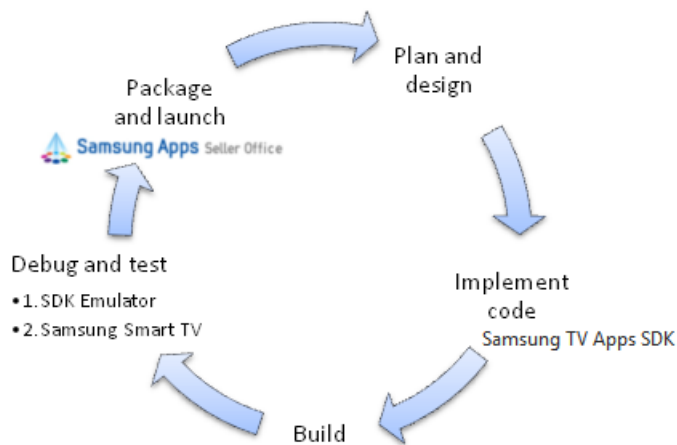 Plan and
design
Implement
code
Samsung TV Apps SDK
Build
Debug and test
•1.SDK Emulator
•2.Samsung Smart TV
Package
and launch
Samsung Apps Seller Office